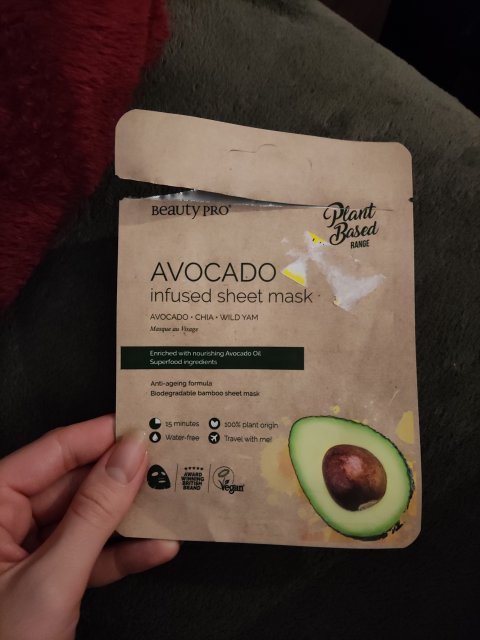 Beauty PRO®
Plant
Based
RANGE
AVOCADO
infused sheet mask
AVOCADO • CHIA • WILD YAM
Masque au Visage
Enriched with nourishing Avocado Oil
Superfood ingredients
Anti-ageing formula
Biodegradable bamboo sheet mask
15 minutes
100% plant origin
Water-free
Travel with me!
AWARD
WINNING
BRITISH
BRAND
Vegan